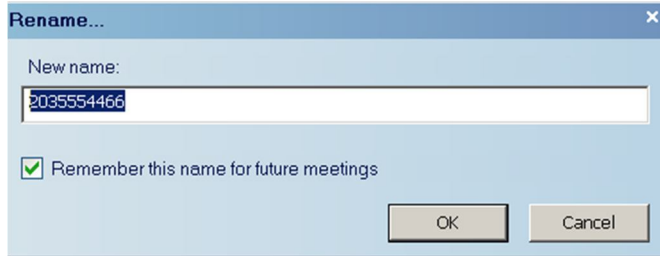 Rename...
New name:
2035554466
Remember this name for future meetings
OK Cancel